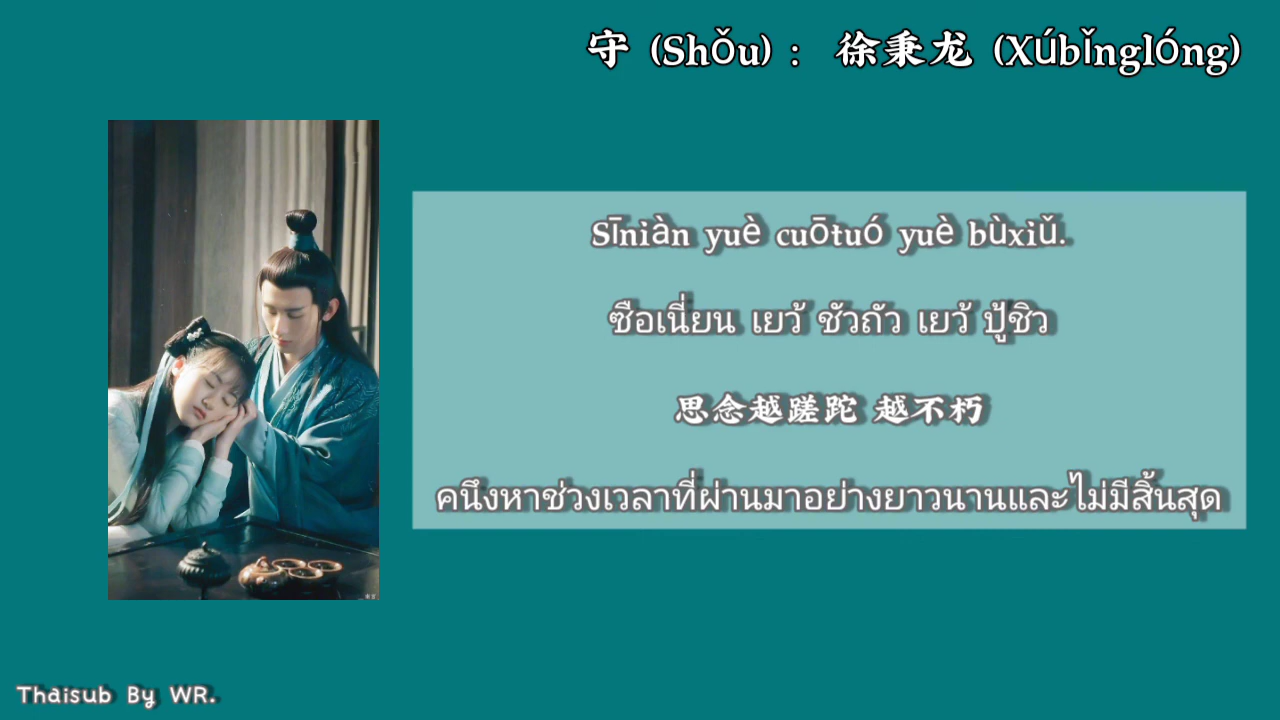 守 (Shǒu) : 徐秉龙 (Xúbǐnglóng)
Sīniàn yuè cuōtuó yuè bùxiǔ.
ซือเนี่ยน เยว้ ชัวถัว เยว้ ปู้ชิว
思念越蹉跎 越不朽
คนึงหาช่วงเวลาที่ผ่านมาอย่างยาวนานและไม่มีสิ้นสุด
Thaisub By WR.